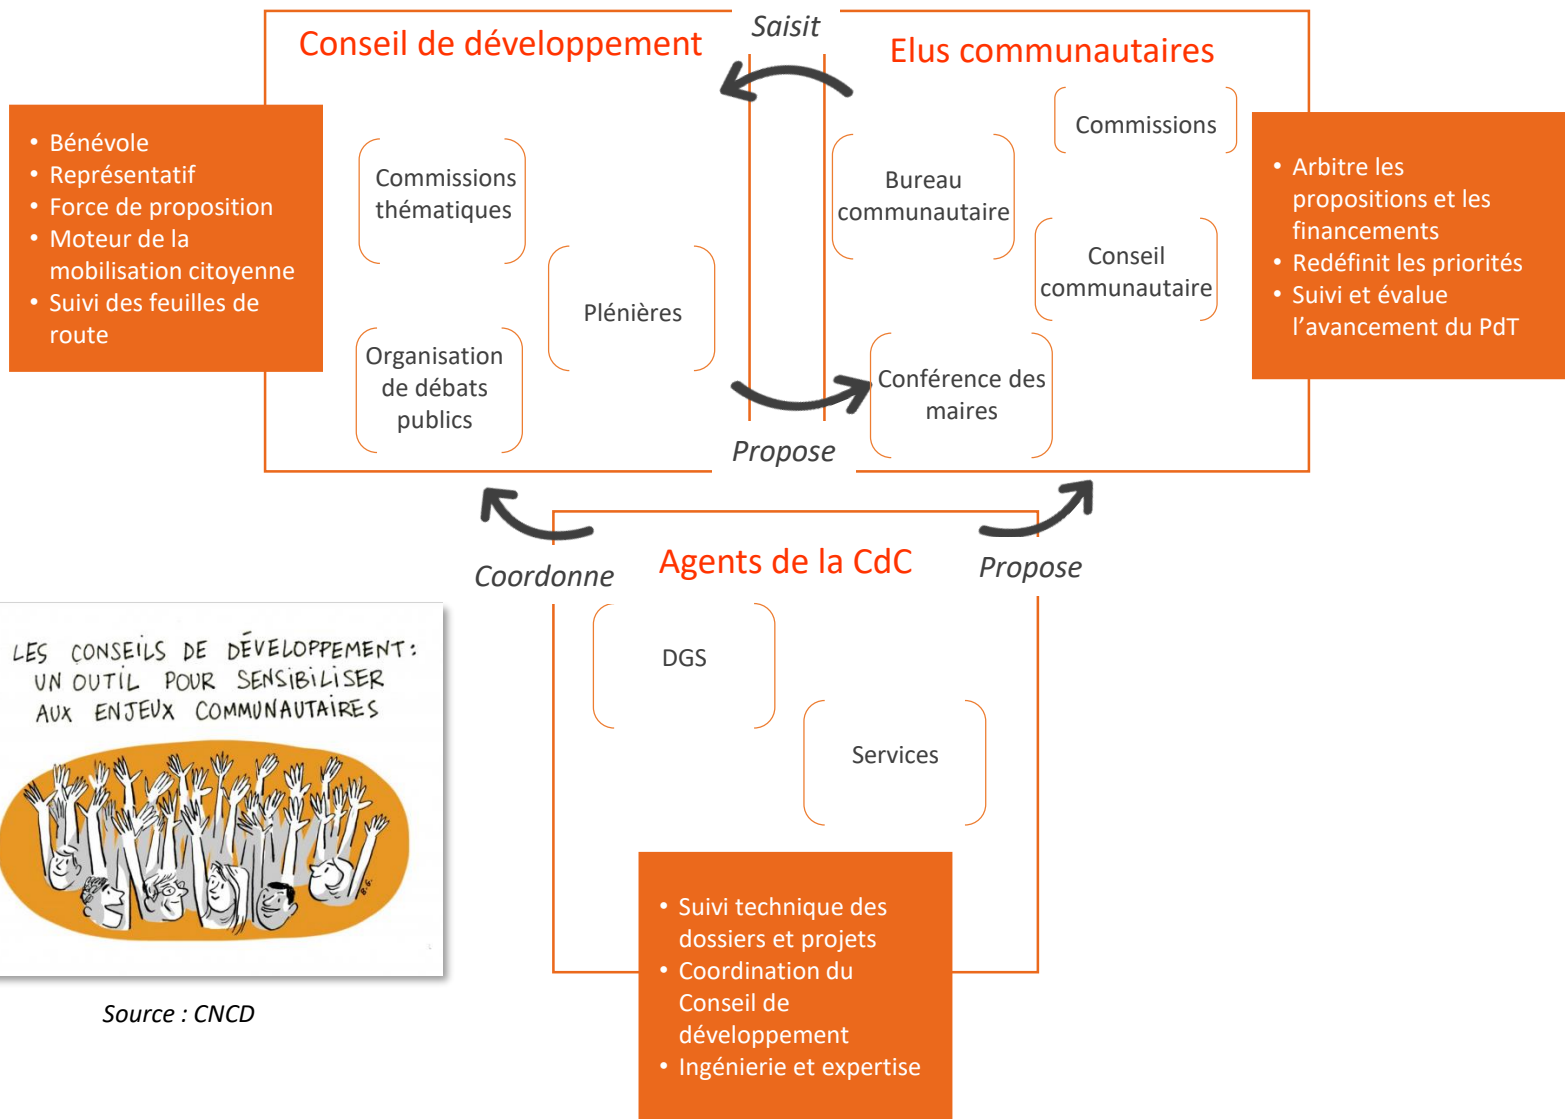 Saisit
Conseil de développement
Elus communautaires
• Bénévole
• Représentatif
• Force de proposition
• Moteur de la
mobilisation citoyenne
• Suivi des feuilles de
route
Commissions
thématiques
Plénières
Organisation
de débats
publics
Commissions
Bureau
communautaire
Conseil
communautaire
Conférence des
maires
• Arbitre les
propositions et les
financements
• Redéfinit les priorités
• Suivi et évalue
l’avancement du PdT
Propose
Coordonne
Agents de la CdC
Propose
DGS
Services
LES CONSEILS DE DÉVELOPPEMENT :
UN OUTIL POUR SENSIBILISER
AUX ENJEUX COMMUNAUTAIRES
Source : CNCD
• Suivi technique des
dossiers et projets
• Coordination du
Conseil de
développement
• Ingénierie et expertise